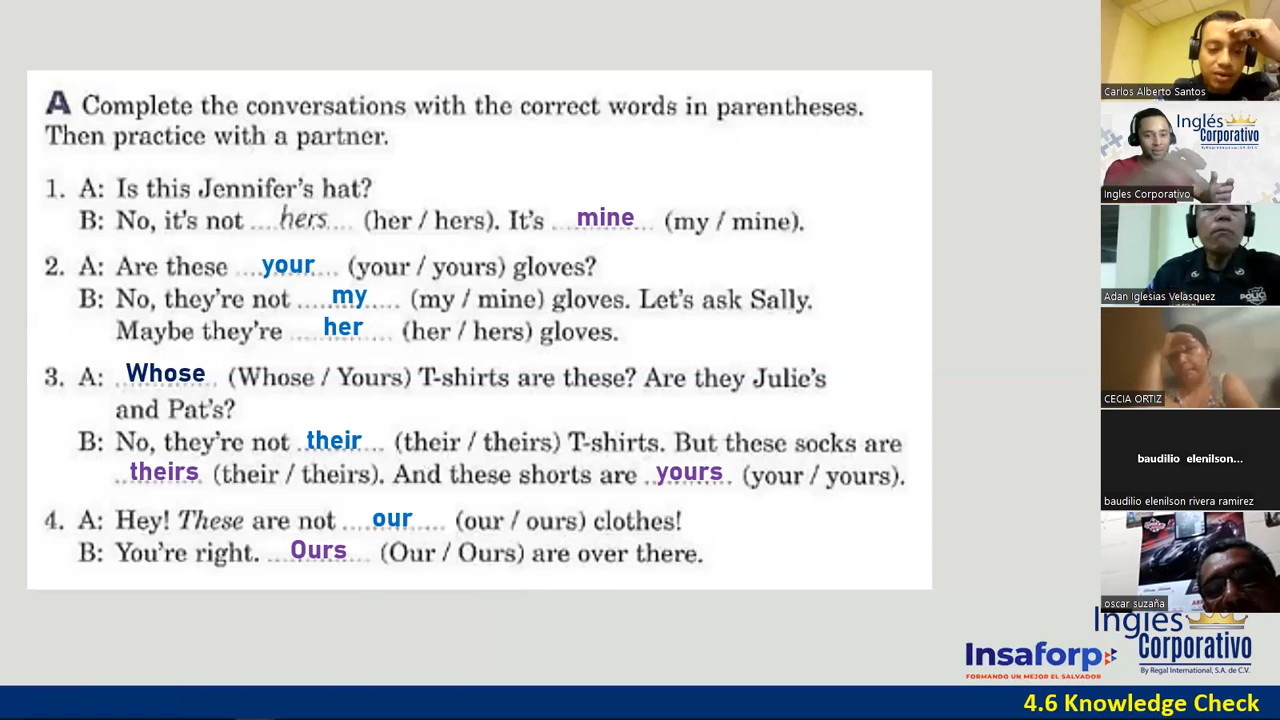 A Complete the conversations with the correct words in parentheses.
Then practice with a partner.
1. A: Is this Jennifer's hat?
B: No, it's not ....hers.... (her / hers). It's ..mine... (my / mine).
2. A: Are these ...your.... (your / yours) gloves?
B: No, they're not .....my..... (my / mine) gloves. Let's ask Sally.
Maybe they're ....her.... (her / hers) gloves.
3. A: ..Whose.. (Whose / Yours) T-shirts are these? Are they Julie's
and Pat's?
B: No, they're not ..their.... (their / theirs) T-shirts. But these socks are
..theirs (their / theirs). And these shorts are ..yours.. (your / yours).
4. A: Hey! These are not ....our..... (our / ours) clothes!
B: You're right. ...Ours.... (Our / Ours) are over there.
Carlos Alberto Santos
Inglés
Corporativo
By Regal International, S.A. de C.V.
Ingles Corporativo
POLIC
Adan Iglesias Velasquez
CECIA ORTIZ
baudilio elenilson...
baudilio elenilson rivera ramirez
oscar suzaña
Insaforp
FORMANDO UN MEJOR EL SALVADOR
Inglés
Corporativo
By Regal International, S.A. de C.V.
4.6 Knowledge Check